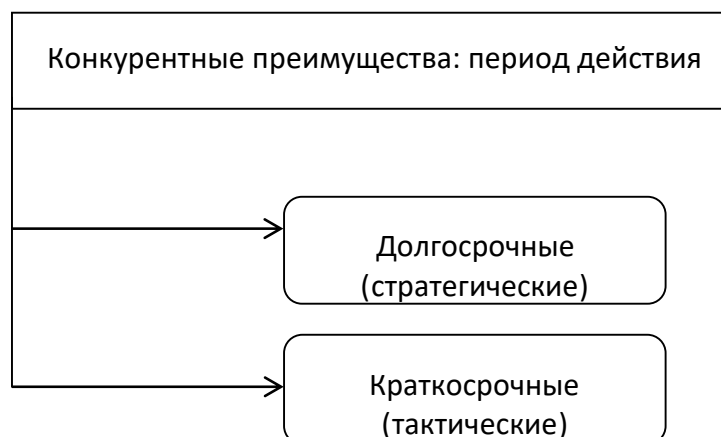 Конкурентные преимущества: период действия
Долгосрочные
(стратегические)
Краткосрочные
(тактические)